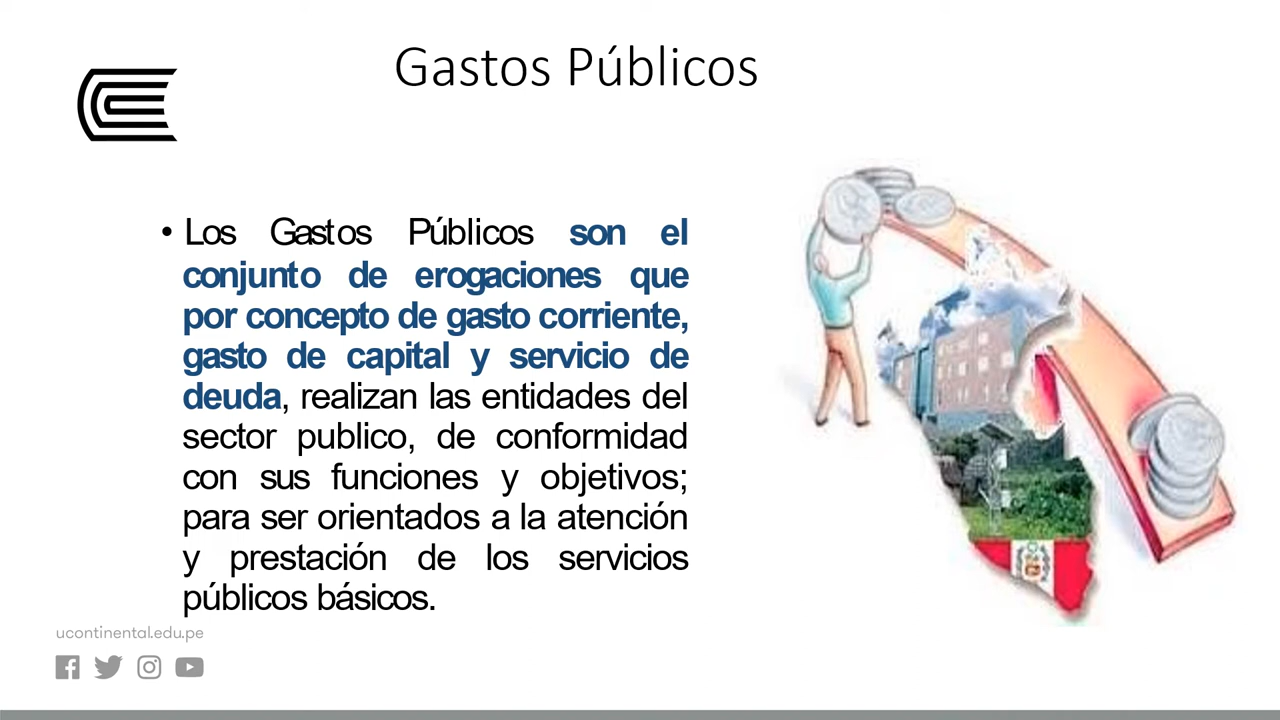 Gastos Públicos
• Los Gastos Públicos son el
conjunto de erogaciones que
por concepto de gasto corriente,
gasto de capital y servicio de
deuda, realizan las entidades del
sector publico, de conformidad
con sus funciones y objetivos;
para ser orientados a la atención
y prestación de los servicios
públicos básicos.
ucontinental.edu.pe